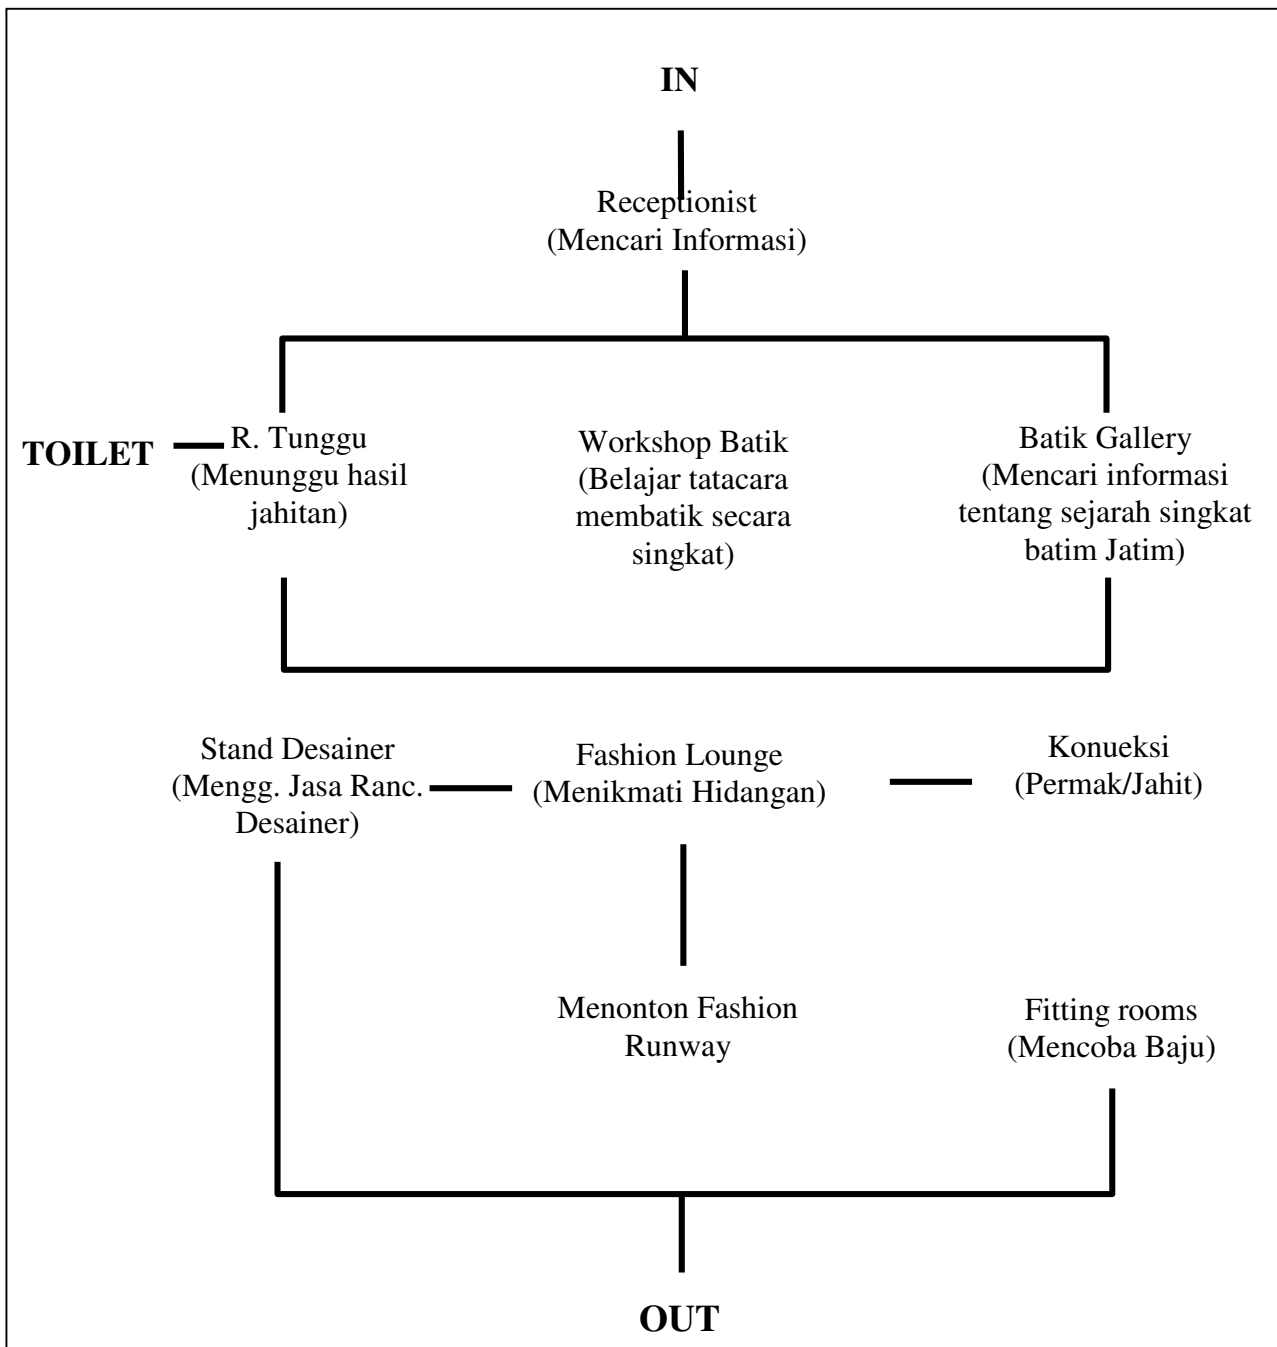 IN
Receptionist
(Mencari Informasi)
TOILET
R. Tunggu
(Menunggu hasil
jahitan)
Workshop Batik
(Belajar tatacara
membatik secara
singkat)
Batik Gallery
(Mencari informasi
tentang sejarah singkat
batim Jatim)
Stand Desainer
(Mengg. Jasa Ranc.
Desainer)
Fashion Lounge
(Menikmati Hidangan)
Konueksi
(Permak/Jahit)
Menonton Fashion
Runway
Fitting rooms
(Mencoba Baju)
OUT